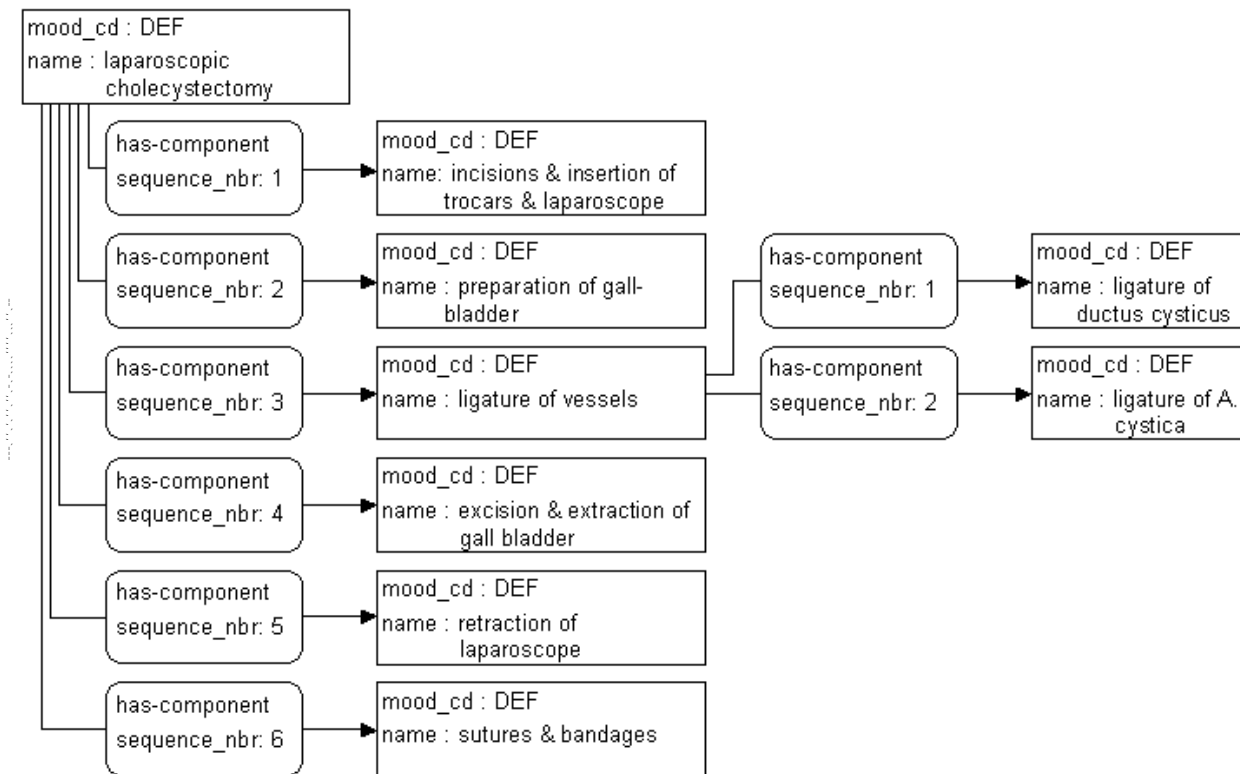 mood_cd : DEF
name : laparoscopic
cholecystectomy
has-component
sequence_nbr: 1
mood_cd : DEF
name: incisions & insertion of
trocars & laparoscope
has-component
sequence_nbr: 2
mood_cd : DEF
name : preparation of gall-
bladder
has-component
sequence_nbr: 1
mood_cd : DEF
name : ligature of
ductus cysticus
has-component
sequence_nbr: 3
mood_cd : DEF
name : ligature of vessels
has-component
sequence_nbr: 2
mood_cd : DEF
name : ligature of A.
cystica
has-component
sequence_nbr: 4
mood_cd : DEF
name : excision & extraction of
gall bladder
has-component
sequence_nbr: 5
mood_cd : DEF
name : retraction of
laparoscope
has-component
sequence_nbr: 6
mood_cd : DEF
name : sutures & bandages